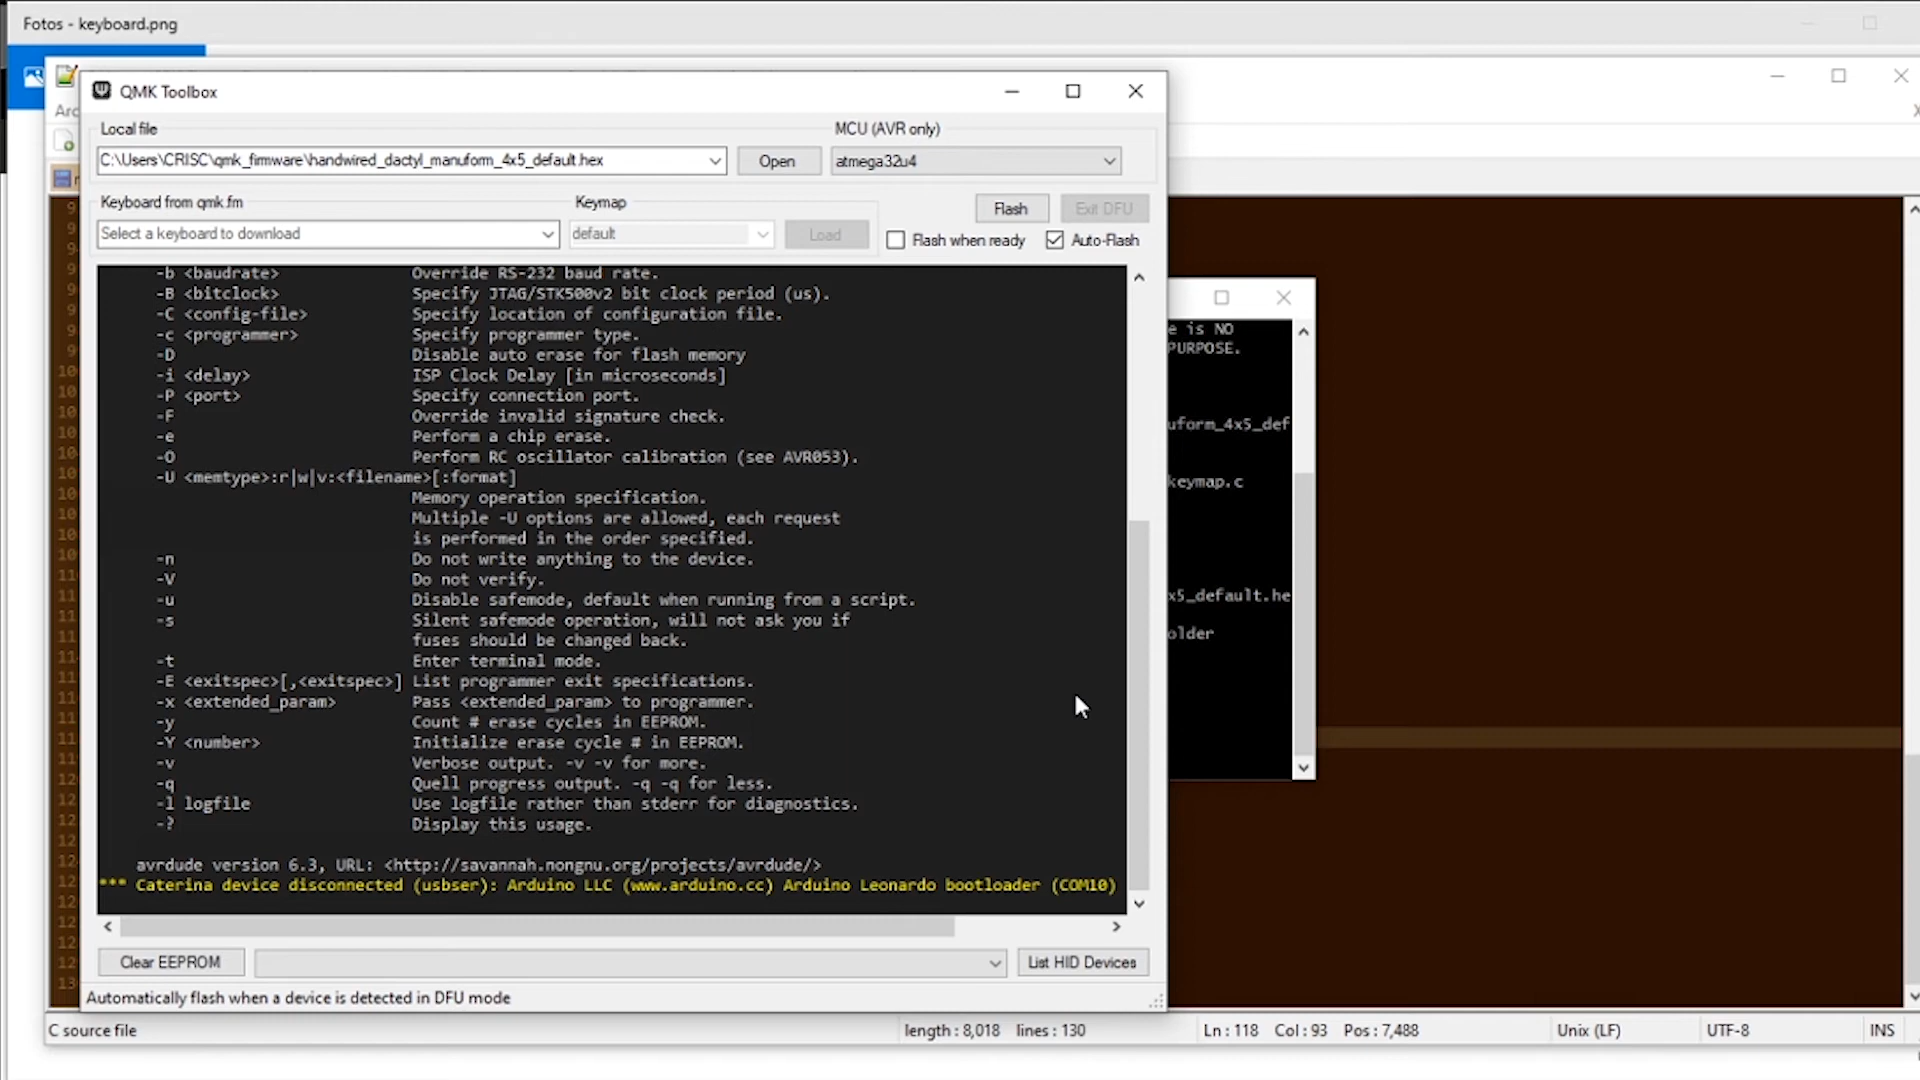 Fotos - keyboard.png
QMK Toolbox
Local file
MCU (AVR only)
C:\Users\CRISC\qmk_firmware\handwired_dactyl_manuform_4x5_default.hex
Open
atmega32u4
Keyboard from qmk.fm
Keymap
Flash
Exit DFU
Select a keyboard to download
default
Load
Flash when ready
Auto-Flash
-b <baudrate> Override RS-232 baud rate.
-B <bitclock> Specify JTAG/STK500v2 bit clock period (us).
-C <config-file> Specify location of configuration file.
-c <programmer> Specify programmer type.
-D Disable auto erase for flash memory
-i <delay> ISP Clock Delay [in microseconds]
-P <port> Specify connection port.
-F Override invalid signature check.
-e Perform a chip erase.
-O Perform RC oscillator calibration (see AVR053).
-U <memtype>:r|w|v:<filename>[:format]
Memory operation specification.
Multiple -U options are allowed, each request
is performed in the order specified.
-n Do not write anything to the device.
-V Do not verify.
-u Disable safemode, default when running from a script.
-s Silent safemode operation, will not ask you if
fuses should be changed back.
-t Enter terminal mode.
-E <exitspec>[,<exitspec>] List programmer exit specifications.
-x <extended_param> Pass <extended_param> to programmer.
-y Count # erase cycles in EEPROM.
-Y <number> Initialize erase cycle # in EEPROM.
-v Verbose output. -v -v for more.
-q Quell progress output. -q -q for less.
-l logfile Use logfile rather than stderr for diagnostics.
-? Display this usage.
avrdude version 6.3, URL: <http://savannah.nongnu.org/projects/avrdude/>
*** Caterina device disconnected (usbser): Arduino LLC (www.arduino.cc) Arduino Leonardo bootloader (COM10)
Clear EEPROM
List HID Devices
Automatically flash when a device is detected in DFU mode
e is NO
PURPOSE.
uform_4x5_def
keymap.c
x5_default.he
older
C source file
length : 8,018 lines : 130
Ln : 118 Col : 93 Pos : 7,488
Unix (LF)
UTF-8
INS